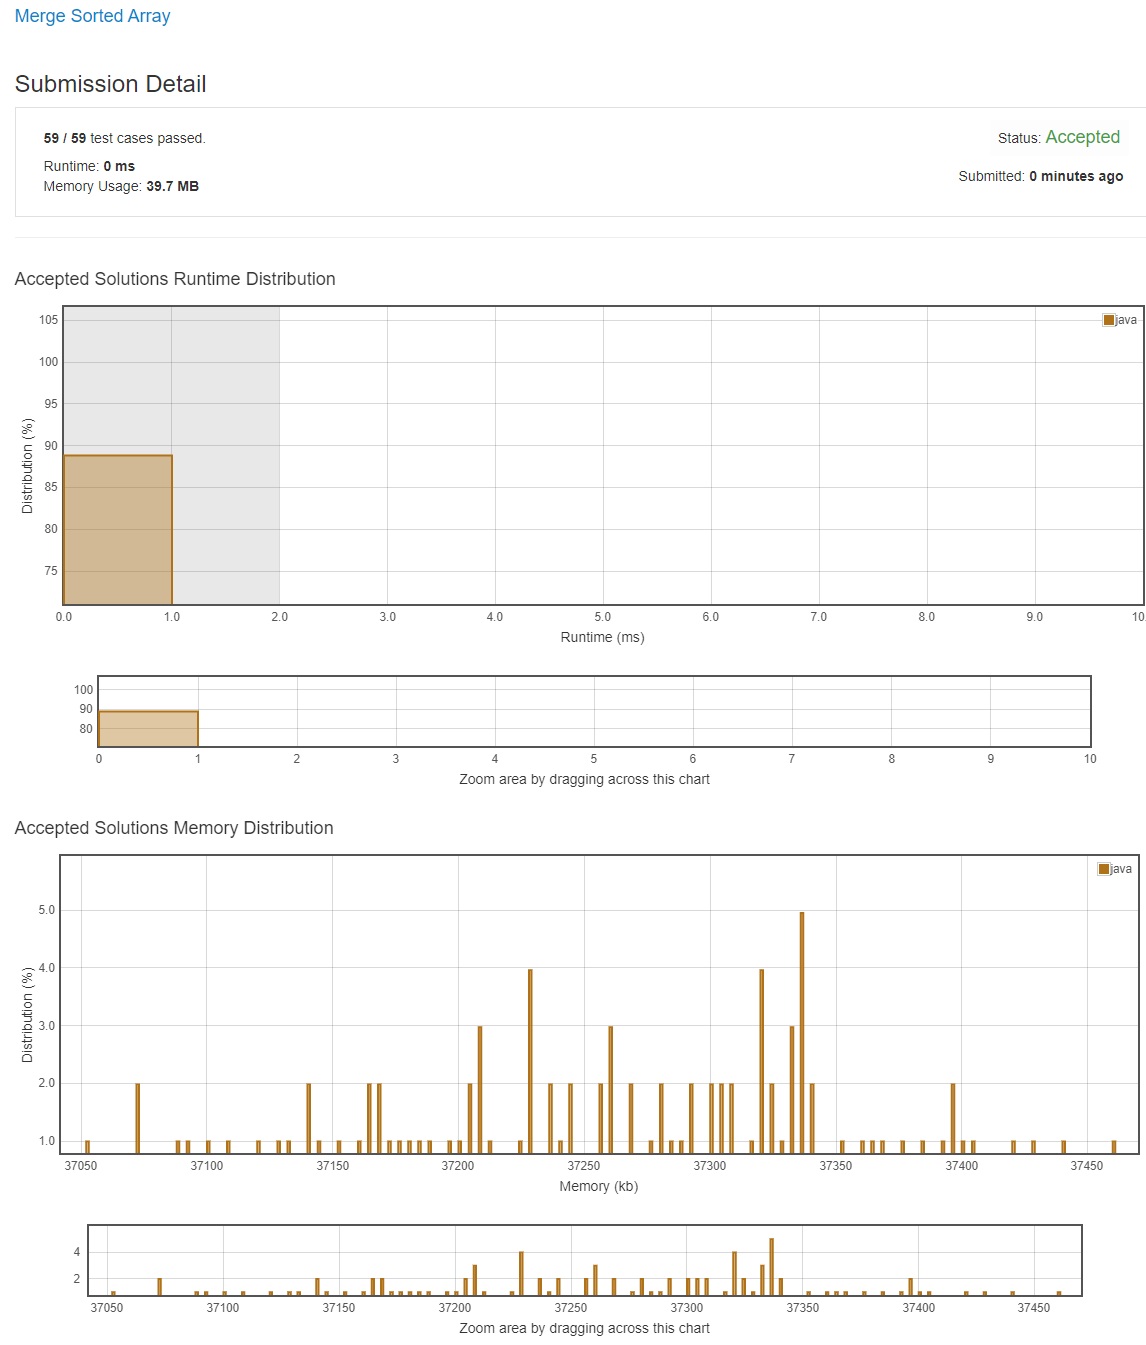 Merge Sorted Array
Submission Detail
59 / 59 test cases passed.
Status: Accepted
Runtime: 0 ms
Memory Usage: 39.7 MB
Submitted: 0 minutes ago
Accepted Solutions Runtime Distribution
java
105
100
95
90
85
80
75
Distribution (%)
0.0 1.0 2.0 3.0 4.0 5.0 6.0 7.0 8.0 9.0 10.
Runtime (ms)
100
90
80
0 1 2 3 4 5 6 7 8 9 10
Zoom area by dragging across this chart
Accepted Solutions Memory Distribution
java
5.0
4.0
3.0
2.0
1.0
Distribution (%)
37050 37100 37150 37200 37250 37300 37350 37400 37450
Memory (kb)
4
2
37050 37100 37150 37200 37250 37300 37350 37400 37450
Zoom area by dragging across this chart